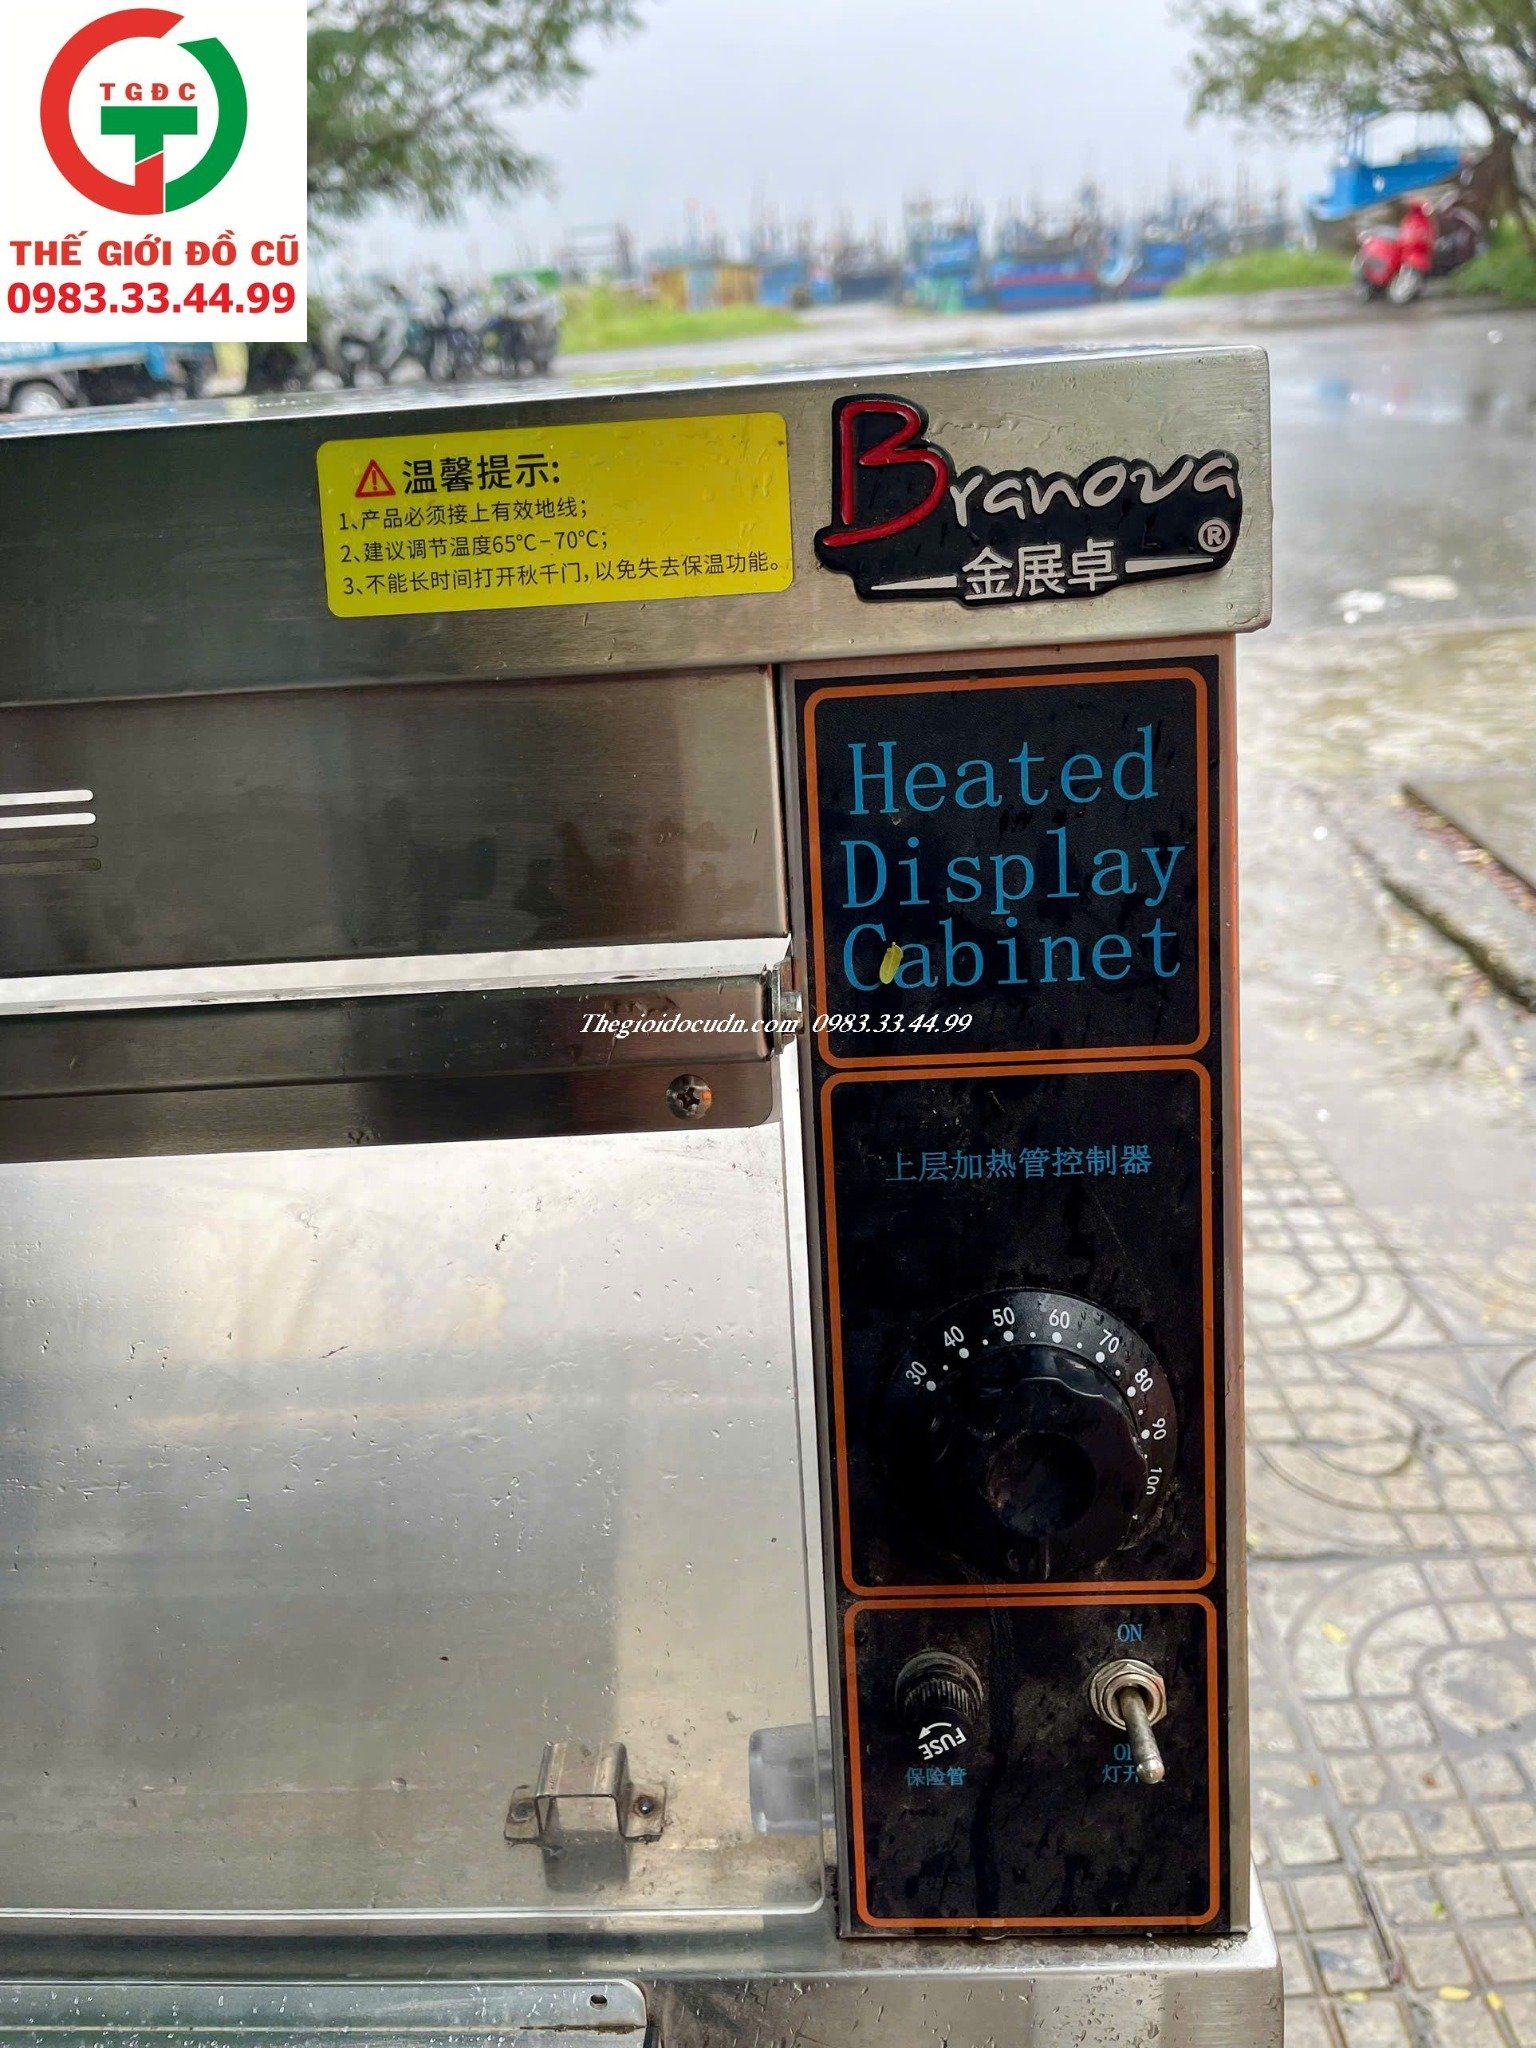 TGĐC
THẾ GIỚI ĐỒ CŨ
0983.33.44.99
温馨提示:
1、产品必须接上有效地线;
2、建议调节温度65℃-70℃;
3、不能长时间打开秋千门,以免失去保温功能。
Branova
®
金展卓
Heated
Display
Cabinet
Thegioidocudn.com 0983.33.44.99
上层加热管控制器
30 40 50 60 70 80 90 100
ON
FUSE
保险管
灯开